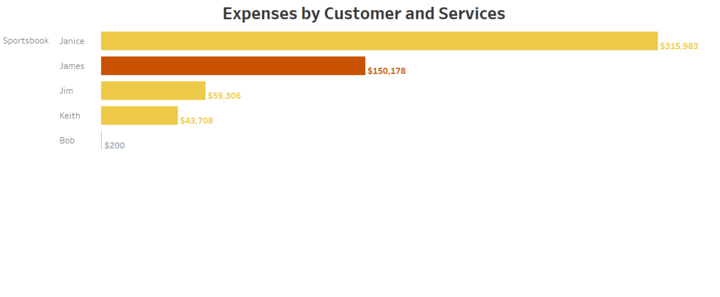 Expenses by Customer and Services
Sportsbook Janice $315,983
James $150,178
Jim $59,306
Keith $43,708
Bob $200